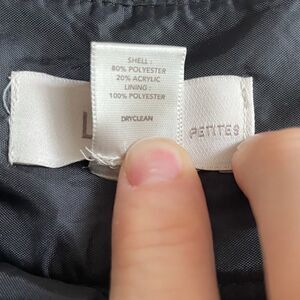 SHELL :
80% POLYESTER
20% ACRYLIC
LINING :
100% POLYESTER
DRYCLEAN
L
PETITES